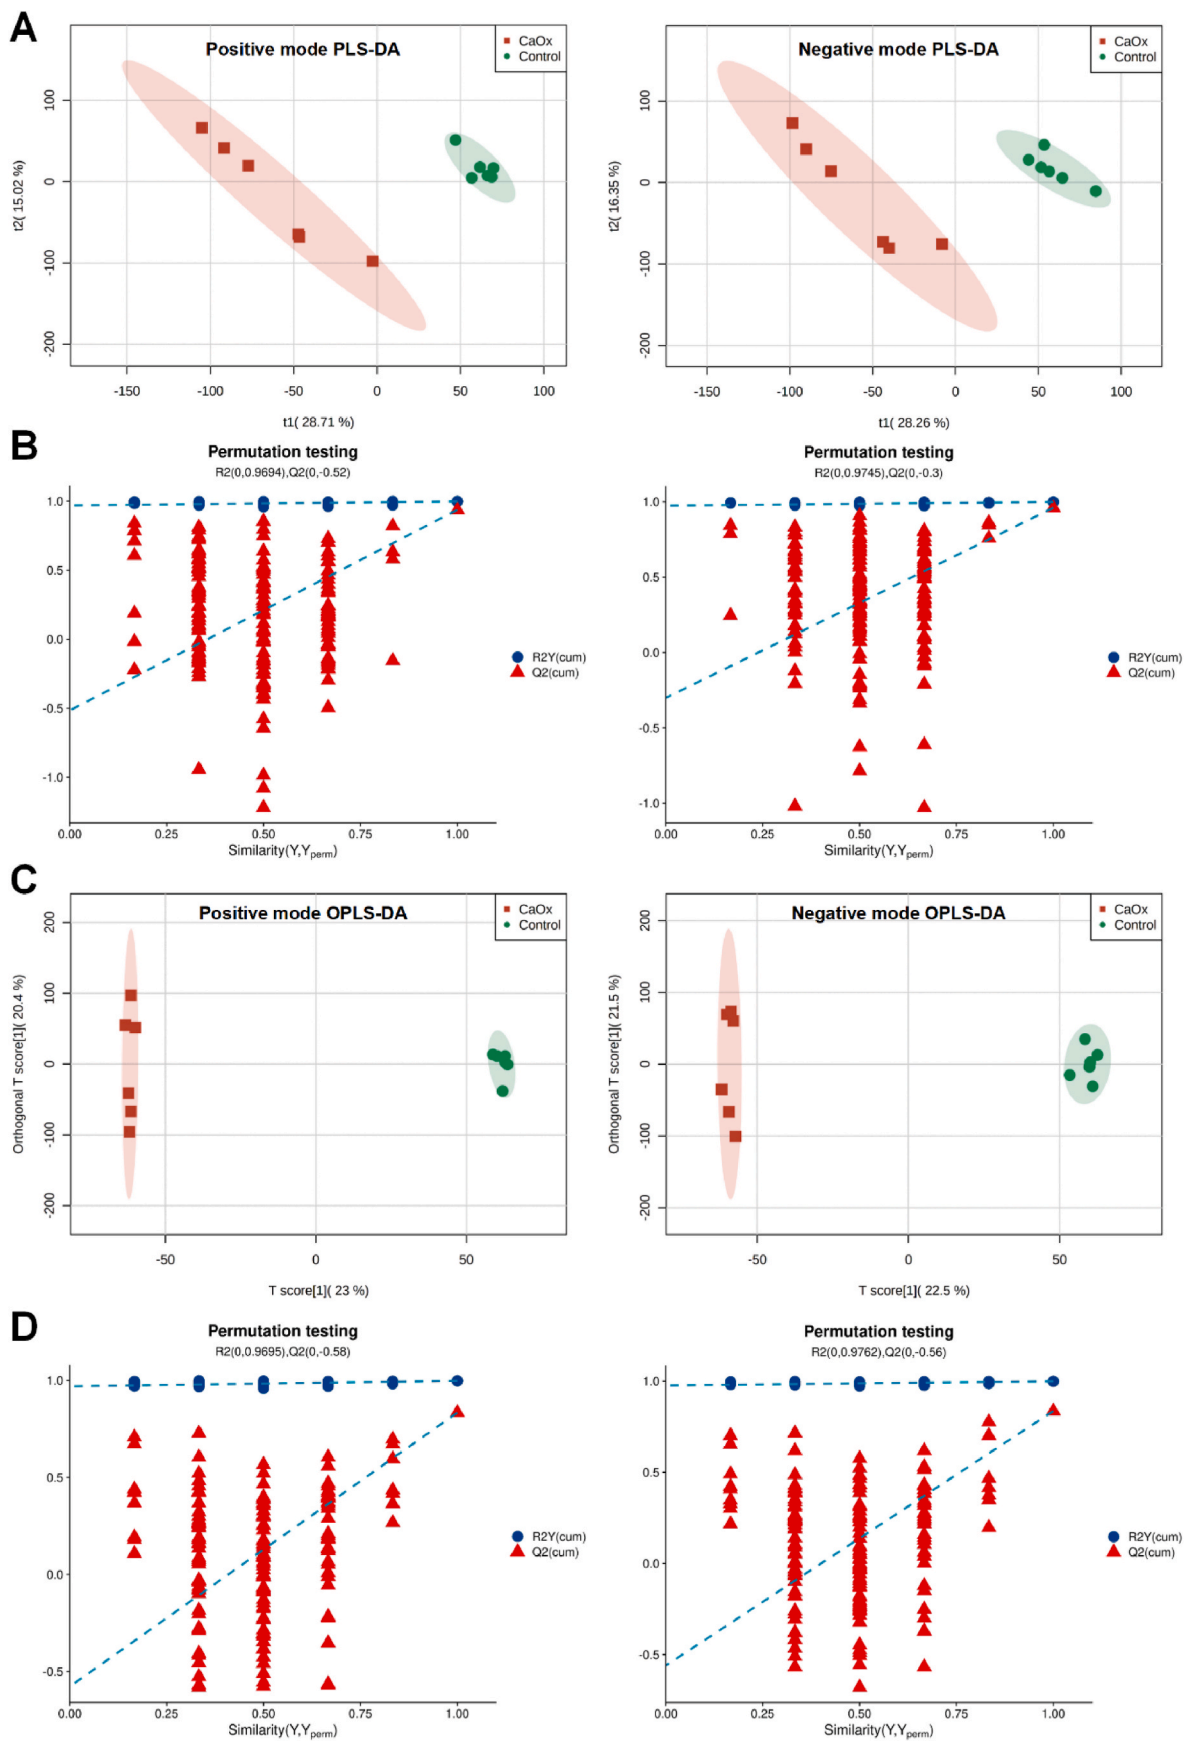 A
Positive mode PLS-DA
CaOx
Control
t2( 15.02 %)
100
0
-100
-200
-150
-100
-50
0
50
100
t1( 28.71 %)
Negative mode PLS-DA
CaOx
Control
t2( 16.35 %)
100
0
-100
-200
-150
-100
-50
0
50
100
t1( 28.26 %)
B
Permutation testing
R2(0,0.9694),Q2(0,-0.52)
1.0
0.5
0.0
-0.5
-1.0
0.00
0.25
0.50
0.75
1.00
Similarity(Y,Yperm)
R2Y(cum)
Q2(cum)
Permutation testing
R2(0,0.9745),Q2(0,-0.3)
1.0
0.5
0.0
-0.5
-1.0
0.00
0.25
0.50
0.75
1.00
Similarity(Y,Yperm)
R2Y(cum)
Q2(cum)
C
Positive mode OPLS-DA
CaOx
Control
Orthogonal T score[1]( 20.4 %)
200
100
0
-100
-200
-50
0
50
T score[1]( 23 %)
Negative mode OPLS-DA
CaOx
Control
Orthogonal T score[1]( 21.5 %)
200
100
0
-100
-200
-50
0
50
T score[1]( 22.5 %)
D
Permutation testing
R2(0,0.9695),Q2(0,-0.58)
1.0
0.5
0.0
-0.5
0.00
0.25
0.50
0.75
1.00
Similarity(Y,Yperm)
R2Y(cum)
Q2(cum)
Permutation testing
R2(0,0.9762),Q2(0,-0.56)
1.0
0.5
0.0
-0.5
0.00
0.25
0.50
0.75
1.00
Similarity(Y,Yperm)
R2Y(cum)
Q2(cum)